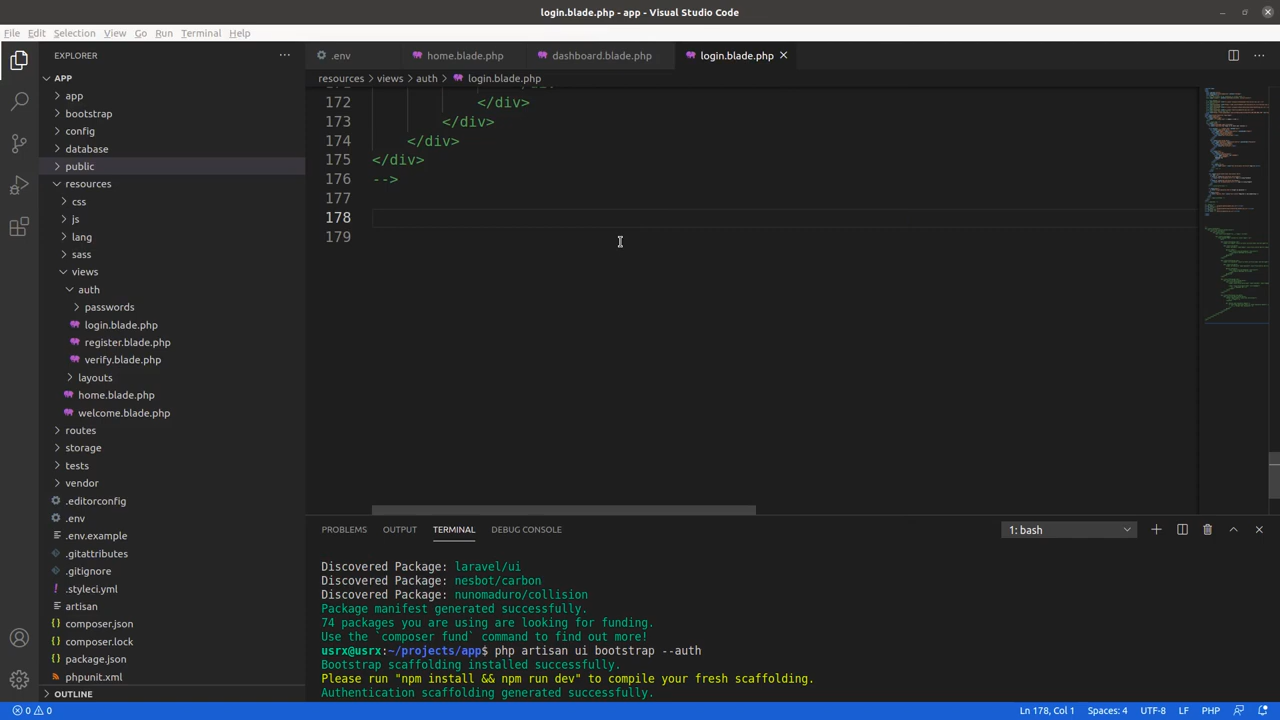 login.blade.php - app - Visual Studio Code
File Edit Selection View Go Run Terminal Help
EXPLORER
APP
app
bootstrap
config
database
public
resources
css
js
lang
sass
views
auth
passwords
login.blade.php
register.blade.php
verify.blade.php
layouts
home.blade.php
welcome.blade.php
routes
storage
tests
vendor
.editorconfig
.env
.env.example
.gitattributes
.gitignore
.styleci.yml
artisan
composer.json
composer.lock
package.json
phpunit.xml
OUTLINE
.env home.blade.php dashboard.blade.php login.blade.php
resources > views > auth > login.blade.php
172 </div>
173 </div>
174 </div>
175 </div>
176 -->
177
178
179
PROBLEMS OUTPUT TERMINAL DEBUG CONSOLE 1: bash
Discovered Package: laravel/ui
Discovered Package: nesbot/carbon
Discovered Package: nunomaduro/collision
Package manifest generated successfully.
74 packages you are using are looking for funding.
Use the `composer fund` command to find out more!
usrx@usrx:~/projects/app$ php artisan ui bootstrap --auth
Bootstrap scaffolding installed successfully.
Please run "npm install && npm run dev" to compile your fresh scaffolding.
Authentication scaffolding generated successfully.
0 0 Ln 178, Col 1 Spaces: 4 UTF-8 LF PHP